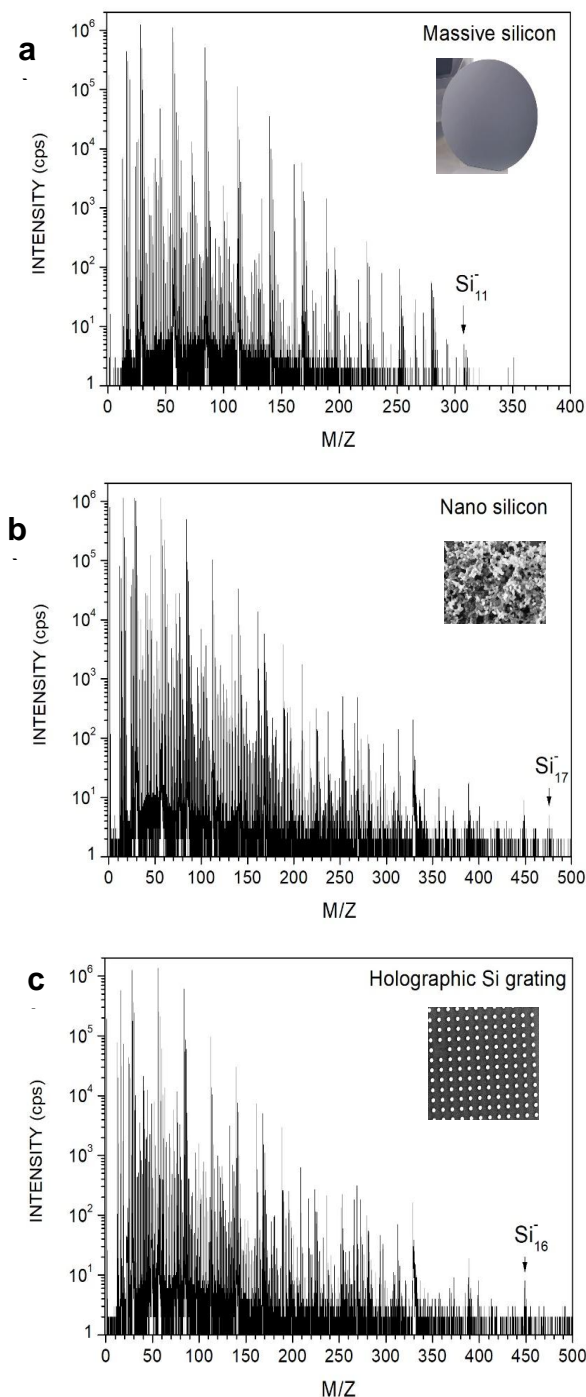 a
-
Massive silicon
INTENSITY (cps)
10⁶
10⁵
10⁴
10³
10²
10¹
1
Si₁₁⁻
0 50 100 150 200 250 300 350 400
M/Z
b
-
Nano silicon
INTENSITY (cps)
10⁶
10⁵
10⁴
10³
10²
10¹
1
Si₁₇⁻
0 50 100 150 200 250 300 350 400 450 500
M/Z
c
-
Holographic Si grating
INTENSITY (cps)
10⁶
10⁵
10⁴
10³
10²
10¹
1
Si₁₆⁻
0 50 100 150 200 250 300 350 400 450 500
M/Z